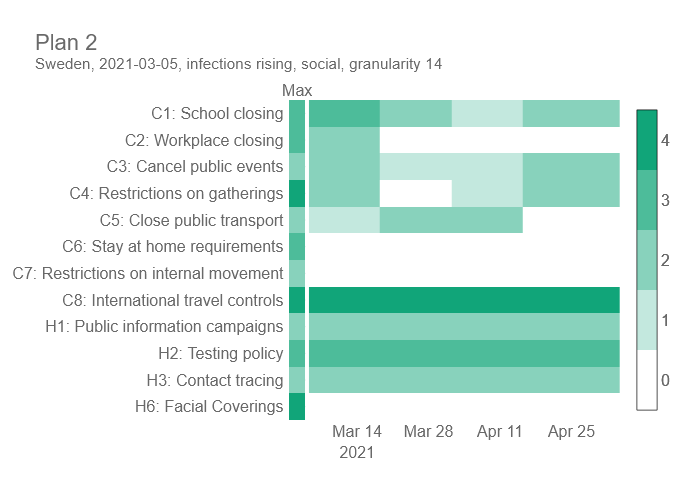 Plan 2
Sweden, 2021-03-05, infections rising, social, granularity 14
Max
C1: School closing
C2: Workplace closing
C3: Cancel public events
C4: Restrictions on gatherings
C5: Close public transport
C6: Stay at home requirements
C7: Restrictions on internal movement
C8: International travel controls
H1: Public information campaigns
H2: Testing policy
H3: Contact tracing
H6: Facial Coverings
Mar 14 Mar 28 Apr 11 Apr 25
2021
4
3
2
1
0